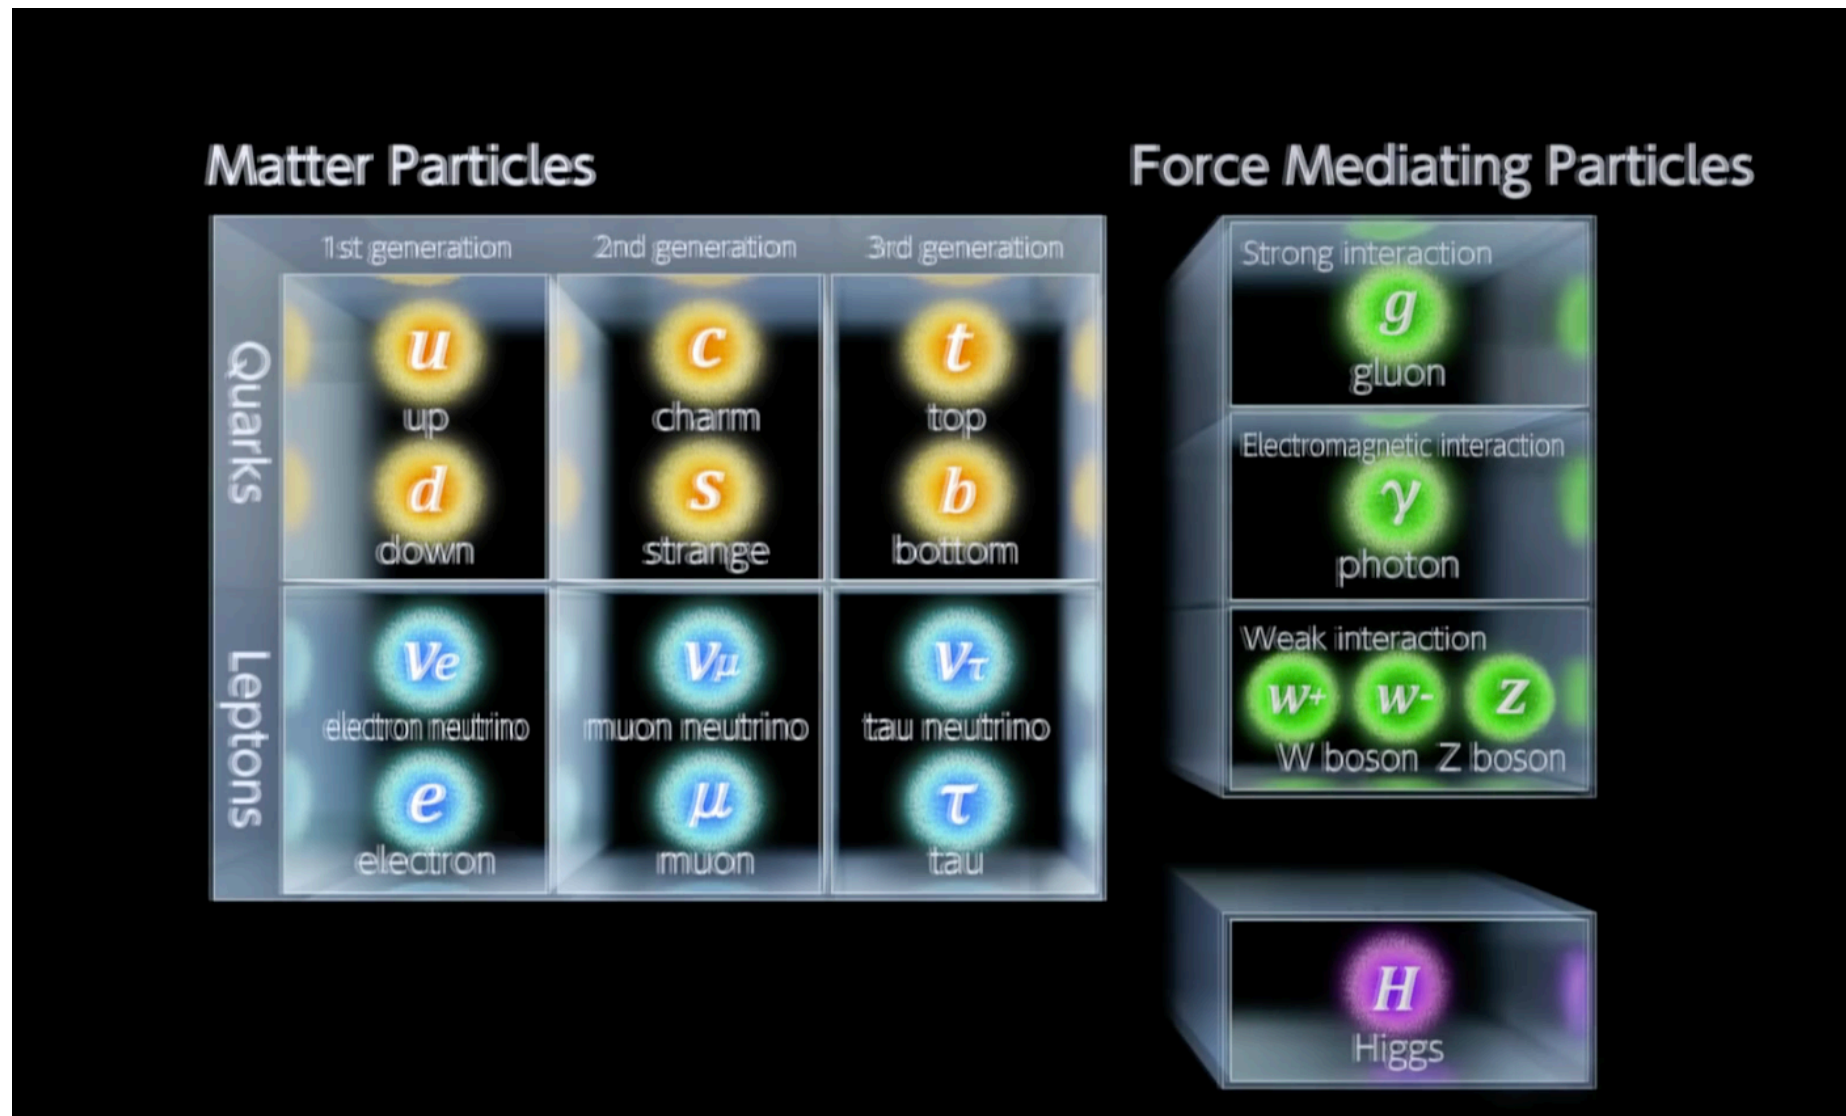 Matter Particles
1st generation 2nd generation 3rd generation
Quarks
u c t
up charm top
d s b
down strange bottom
Leptons
νe νμ ντ
electron neutrino muon neutrino tau neutrino
e μ τ
electron muon tau
Force Mediating Particles
Strong interaction
g
gluon
Electromagnetic interaction
γ
photon
Weak interaction
W+ W- Z
W boson Z boson
H
Higgs